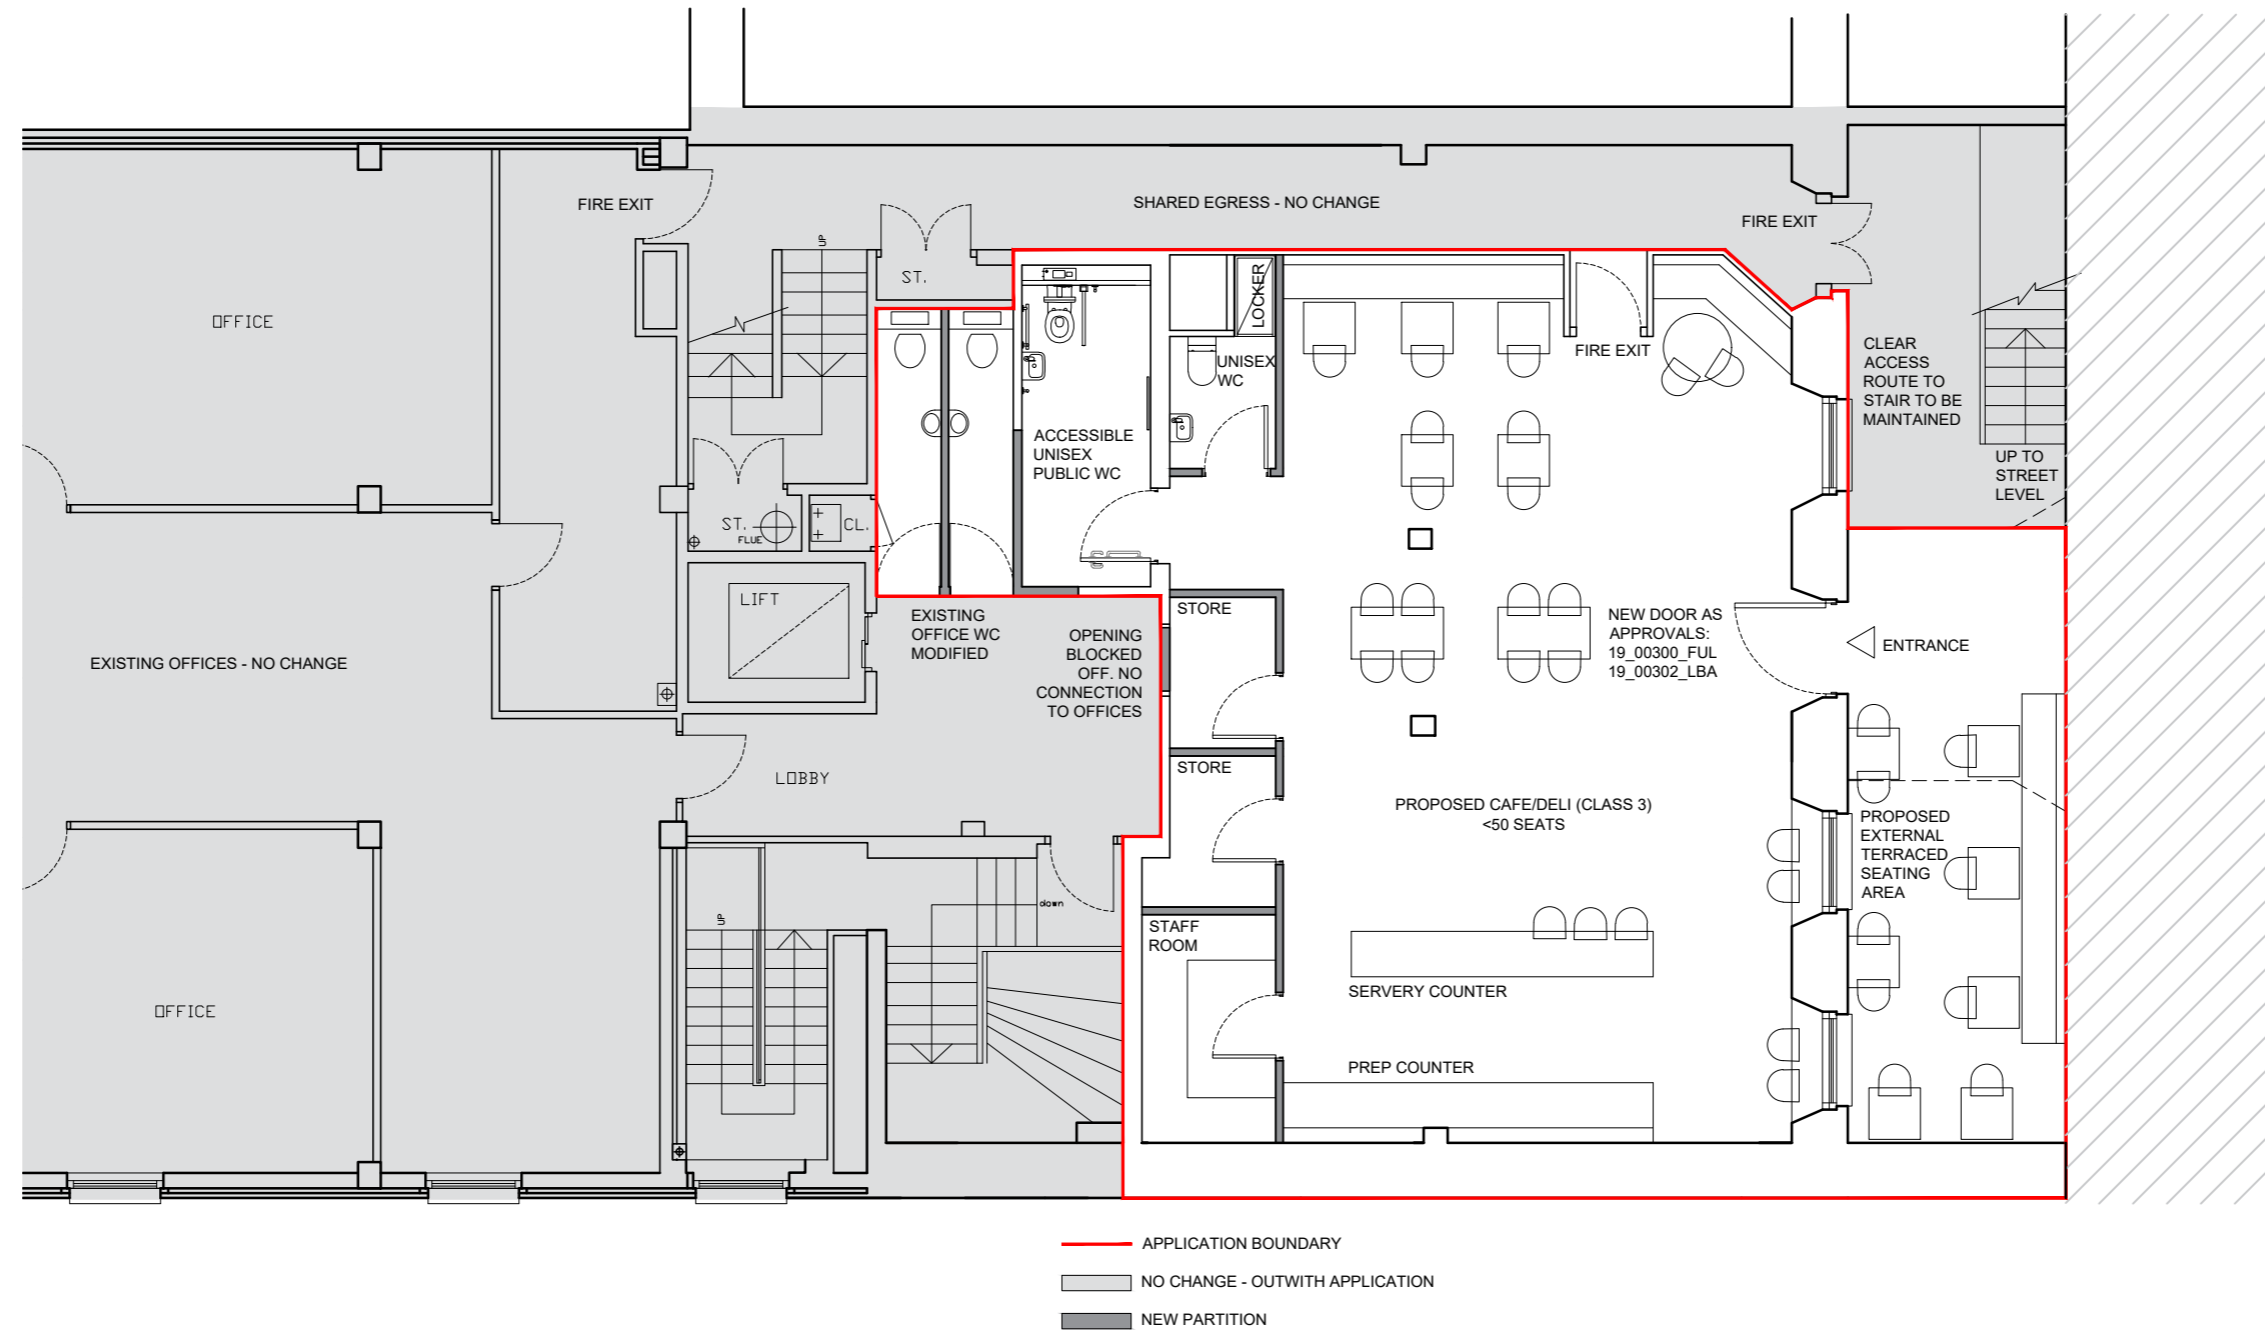 FIRE EXIT
SHARED EGRESS - NO CHANGE
FIRE EXIT
UP
ST.
LOCKER
OFFICE
UNISEX
WC
FIRE EXIT
CLEAR
ACCESS
ROUTE TO
STAIR TO BE
MAINTAINED
ACCESSIBLE
UNISEX
PUBLIC WC
UP TO
STREET
LEVEL
ST.
FLUE
CL.
LIFT
EXISTING
OFFICE WC
MODIFIED
OPENING
BLOCKED
OFF. NO
CONNECTION
TO OFFICES
STORE
NEW DOOR AS
APPROVALS:
19_00300_FUL
19_00302_LBA
ENTRANCE
EXISTING OFFICES - NO CHANGE
LOBBY
STORE
PROPOSED CAFE/DELI (CLASS 3)
<50 SEATS
PROPOSED
EXTERNAL
TERRACED
SEATING
AREA
down
UP
STAFF
ROOM
SERVERY COUNTER
OFFICE
PREP COUNTER
APPLICATION BOUNDARY
NO CHANGE - OUTWITH APPLICATION
NEW PARTITION